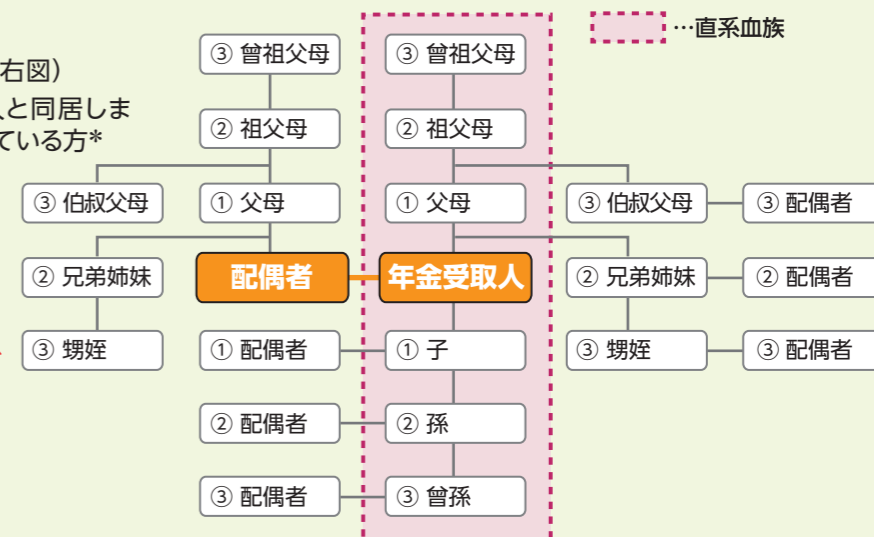 …直系血族
右図）
人と同居しま
ている方*
③ 曾祖父母
③ 曾祖父母
② 祖父母
② 祖父母
③ 伯叔父母
① 父母
① 父母
③ 伯叔父母
③ 配偶者
② 兄弟姉妹
配偶者
年金受取人
② 兄弟姉妹
② 配偶者
③ 甥姪
① 配偶者
① 子
③ 甥姪
③ 配偶者
② 配偶者
② 孫
③ 配偶者
③ 曾孫